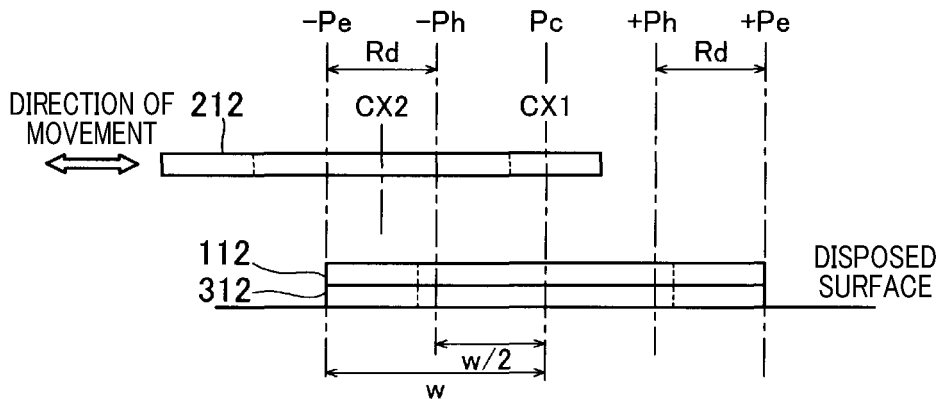 −Pe −Ph Pc +Ph +Pe
Rd Rd
DIRECTION OF
MOVEMENT
212 CX2 CX1
112
312
DISPOSED
SURFACE
w/2
w